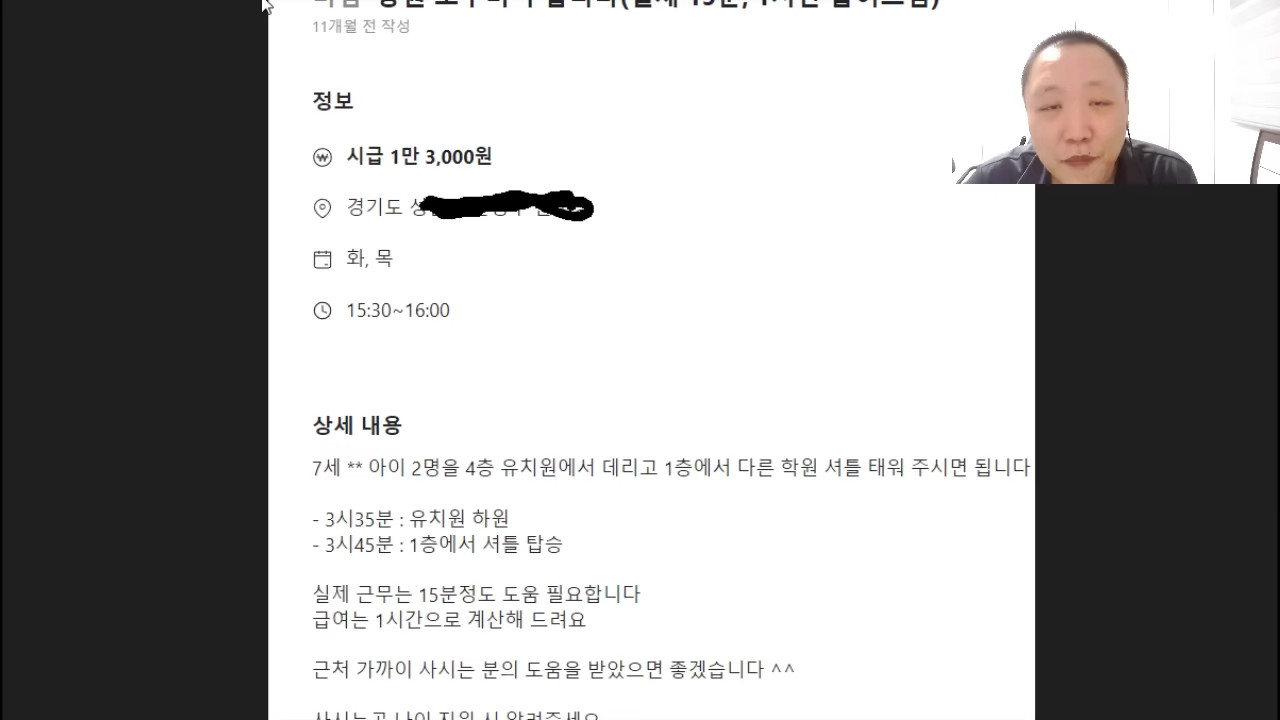 11개월 전 작성
정보
시급 1만 3,000원
경기도
화, 목
15:30~16:00
상세 내용
7세 ** 아이 2명을 4층 유치원에서 데리고 1층에서 다른 학원 셔틀 태워 주시면 됩니다
- 3시35분 : 유치원 하원
- 3시45분 : 1층에서 셔틀 탑승
실제 근무는 15분정도 도움 필요합니다
급여는 1시간으로 계산해 드려요
근처 가까이 사시는 분의 도움을 받았으면 좋겠습니다 ^^